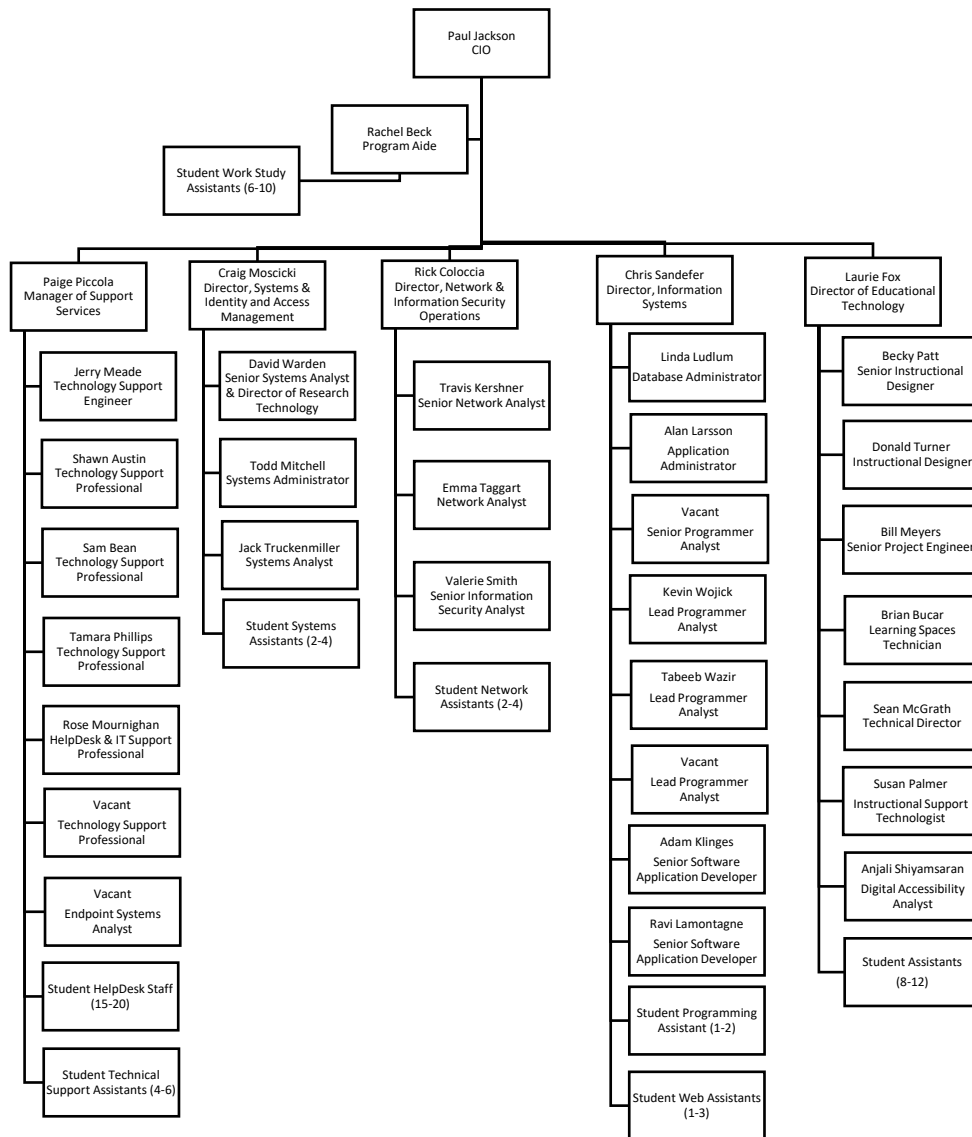 Paul Jackson
CIO
Rachel Beck
Program Aide
Student Work Study
Assistants (6-10)
Paige Piccola
Manager of Support
Services
Jerry Meade
Technology Support
Engineer
Shawn Austin
Technology Support
Professional
Sam Bean
Technology Support
Professional
Tamara Phillips
Technology Support
Professional
Rose Mournighan
HelpDesk & IT Support
Professional
Vacant
Technology Support
Professional
Vacant
Endpoint Systems
Analyst
Student HelpDesk Staff
(15-20)
Student Technical
Support Assistants (4-6)
Craig Moscicki
Director, Systems &
Identity and Access
Management
David Warden
Senior Systems Analyst
& Director of Research
Technology
Todd Mitchell
Systems Administrator
Jack Truckenmiller
Systems Analyst
Student Systems
Assistants (2-4)
Rick Coloccia
Director, Network &
Information Security
Operations
Travis Kershner
Senior Network Analyst
Emma Taggart
Network Analyst
Valerie Smith
Senior Information
Security Analyst
Student Network
Assistants (2-4)
Chris Sandefer
Director, Information
Systems
Linda Ludlum
Database Administrator
Alan Larsson
Application
Administrator
Vacant
Senior Programmer
Analyst
Kevin Wojick
Lead Programmer
Analyst
Tabeeb Wazir
Lead Programmer
Analyst
Vacant
Lead Programmer
Analyst
Adam Klinges
Senior Software
Application Developer
Ravi Lamontagne
Senior Software
Application Developer
Student Programming
Assistant (1-2)
Student Web Assistants
(1-3)
Laurie Fox
Director of Educational
Technology
Becky Patt
Senior Instructional
Designer
Donald Turner
Instructional Designer
Bill Meyers
Senior Project Engineer
Brian Bucar
Learning Spaces
Technician
Sean McGrath
Technical Director
Susan Palmer
Instructional Support
Technologist
Anjali Shiyamsaran
Digital Accessibility
Analyst
Student Assistants
(8-12)